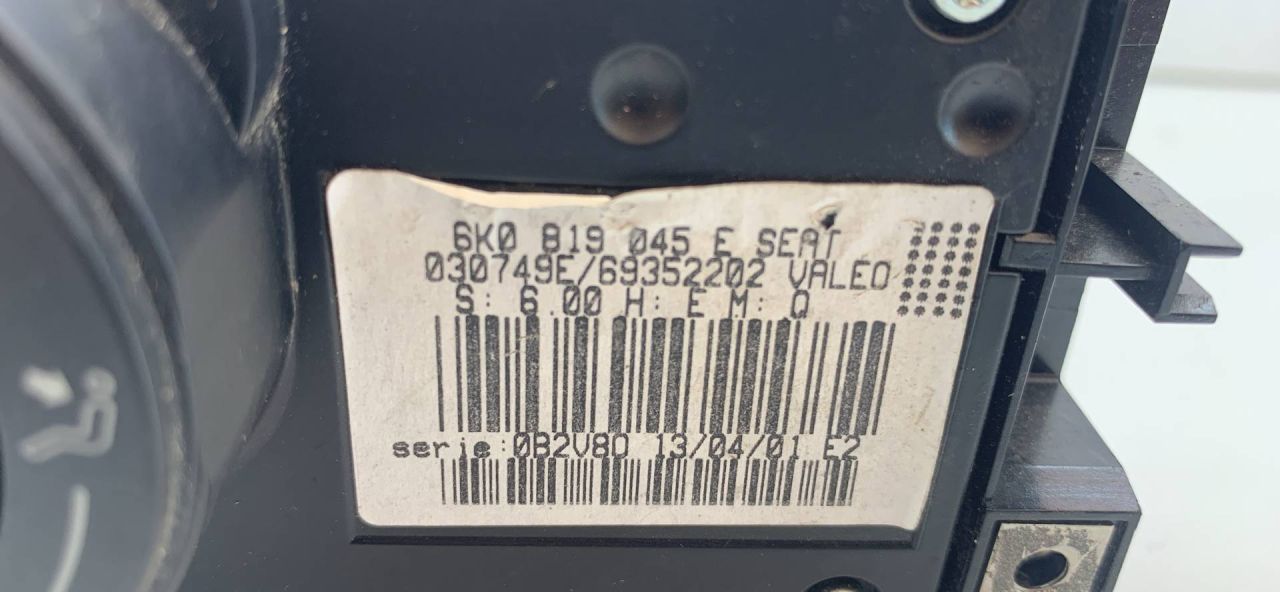 6K0 819 045 E SEAT
030749E/69352202 VALEO
S: 6.00 H: E M: Q
serie:0B2V8D 13/04/01 E2